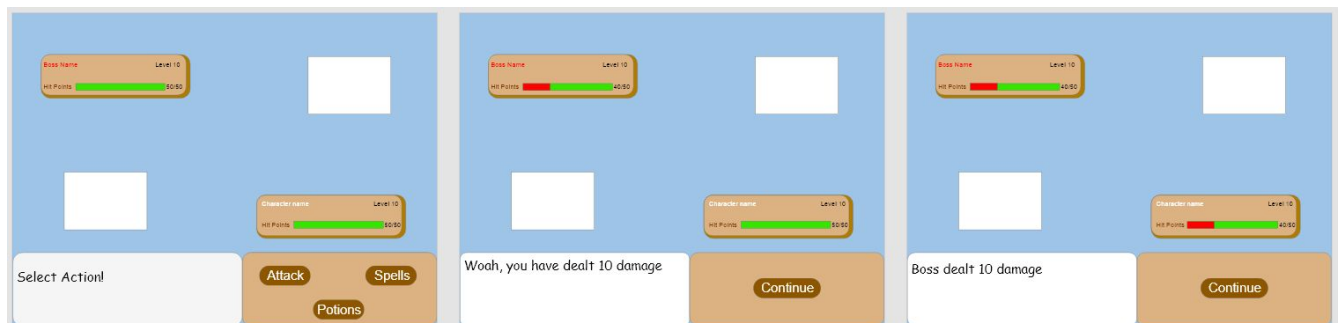 Boss Name Level 10
Hit Points 50/50
Character name Level 10
Hit Points 50/50
Select Action!
Attack Spells
Potions
Boss Name Level 10
Hit Points 40/50
Character name Level 10
Hit Points 50/50
Woah, you have dealt 10 damage
Continue
Boss Name Level 10
Hit Points 40/50
Character name Level 10
Hit Points 40/50
Boss dealt 10 damage
Continue